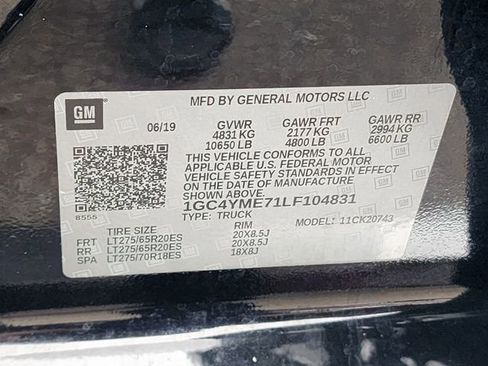 MFD BY GENERAL MOTORS LLC
GM
06/19 GVWR GAWR FRT GAWR RR
4831 KG 2177 KG 2994 KG
10650 LB 4800 LB 6600 LB
THIS VEHICLE CONFORMS TO ALL
APPLICABLE U.S. FEDERAL MOTOR
VEHICLE SAFETY STANDARDS IN EFFECT
ON THE DATE OF MANUFACTURE
SHOWN ABOVE.
1GC4YME71LF104831
8556
TYPE: TRUCK MODEL: 11CK20743
TIRE SIZE RIM
FRT LT275/65R20ES 20X8.5J
RR LT275/65R20ES 20X8.5J
SPA LT275/70R18ES 18X8J